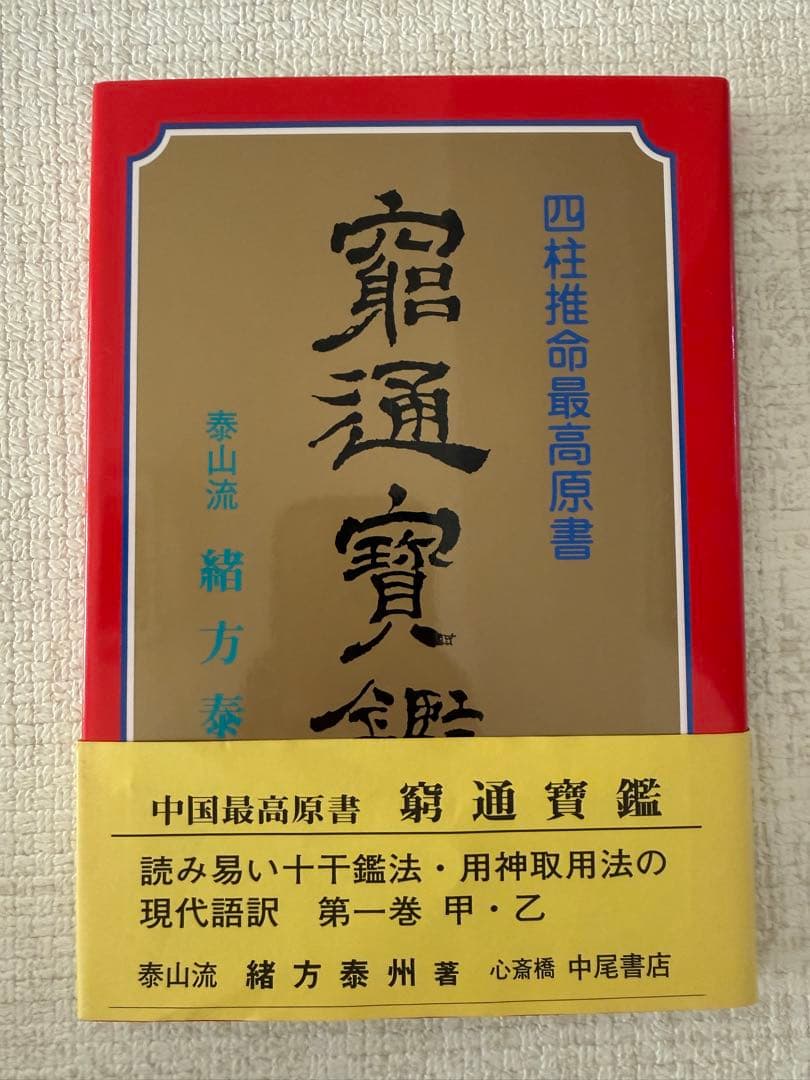 四柱推命最高原書
窮通寶鑑
泰山流 緒方泰
中国最高原書 窮通寶鑑
読み易い十干鑑法・用神取用法の
現代語訳 第一巻 甲・乙
泰山流 緒方泰州著 心斎橋 中尾書店